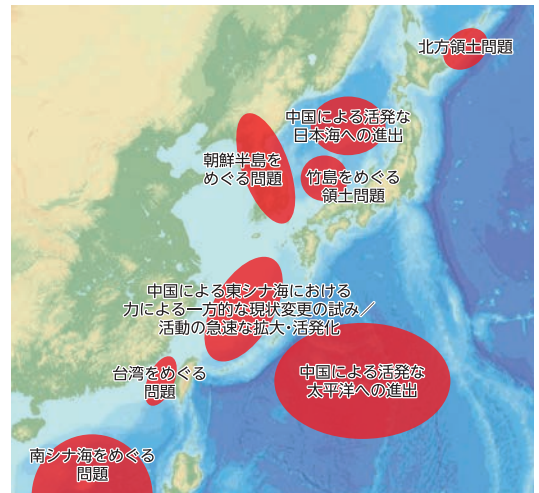 北方領土問題
中国による活発な
日本海への進出
朝鮮半島を
めぐる問題
竹島をめぐる
領土問題
中国による東シナ海における
力による一方的な現状変更の試み／
活動の急速な拡大・活発化
台湾をめぐる
問題
中国による活発な
太平洋への進出
南シナ海をめぐる
問題